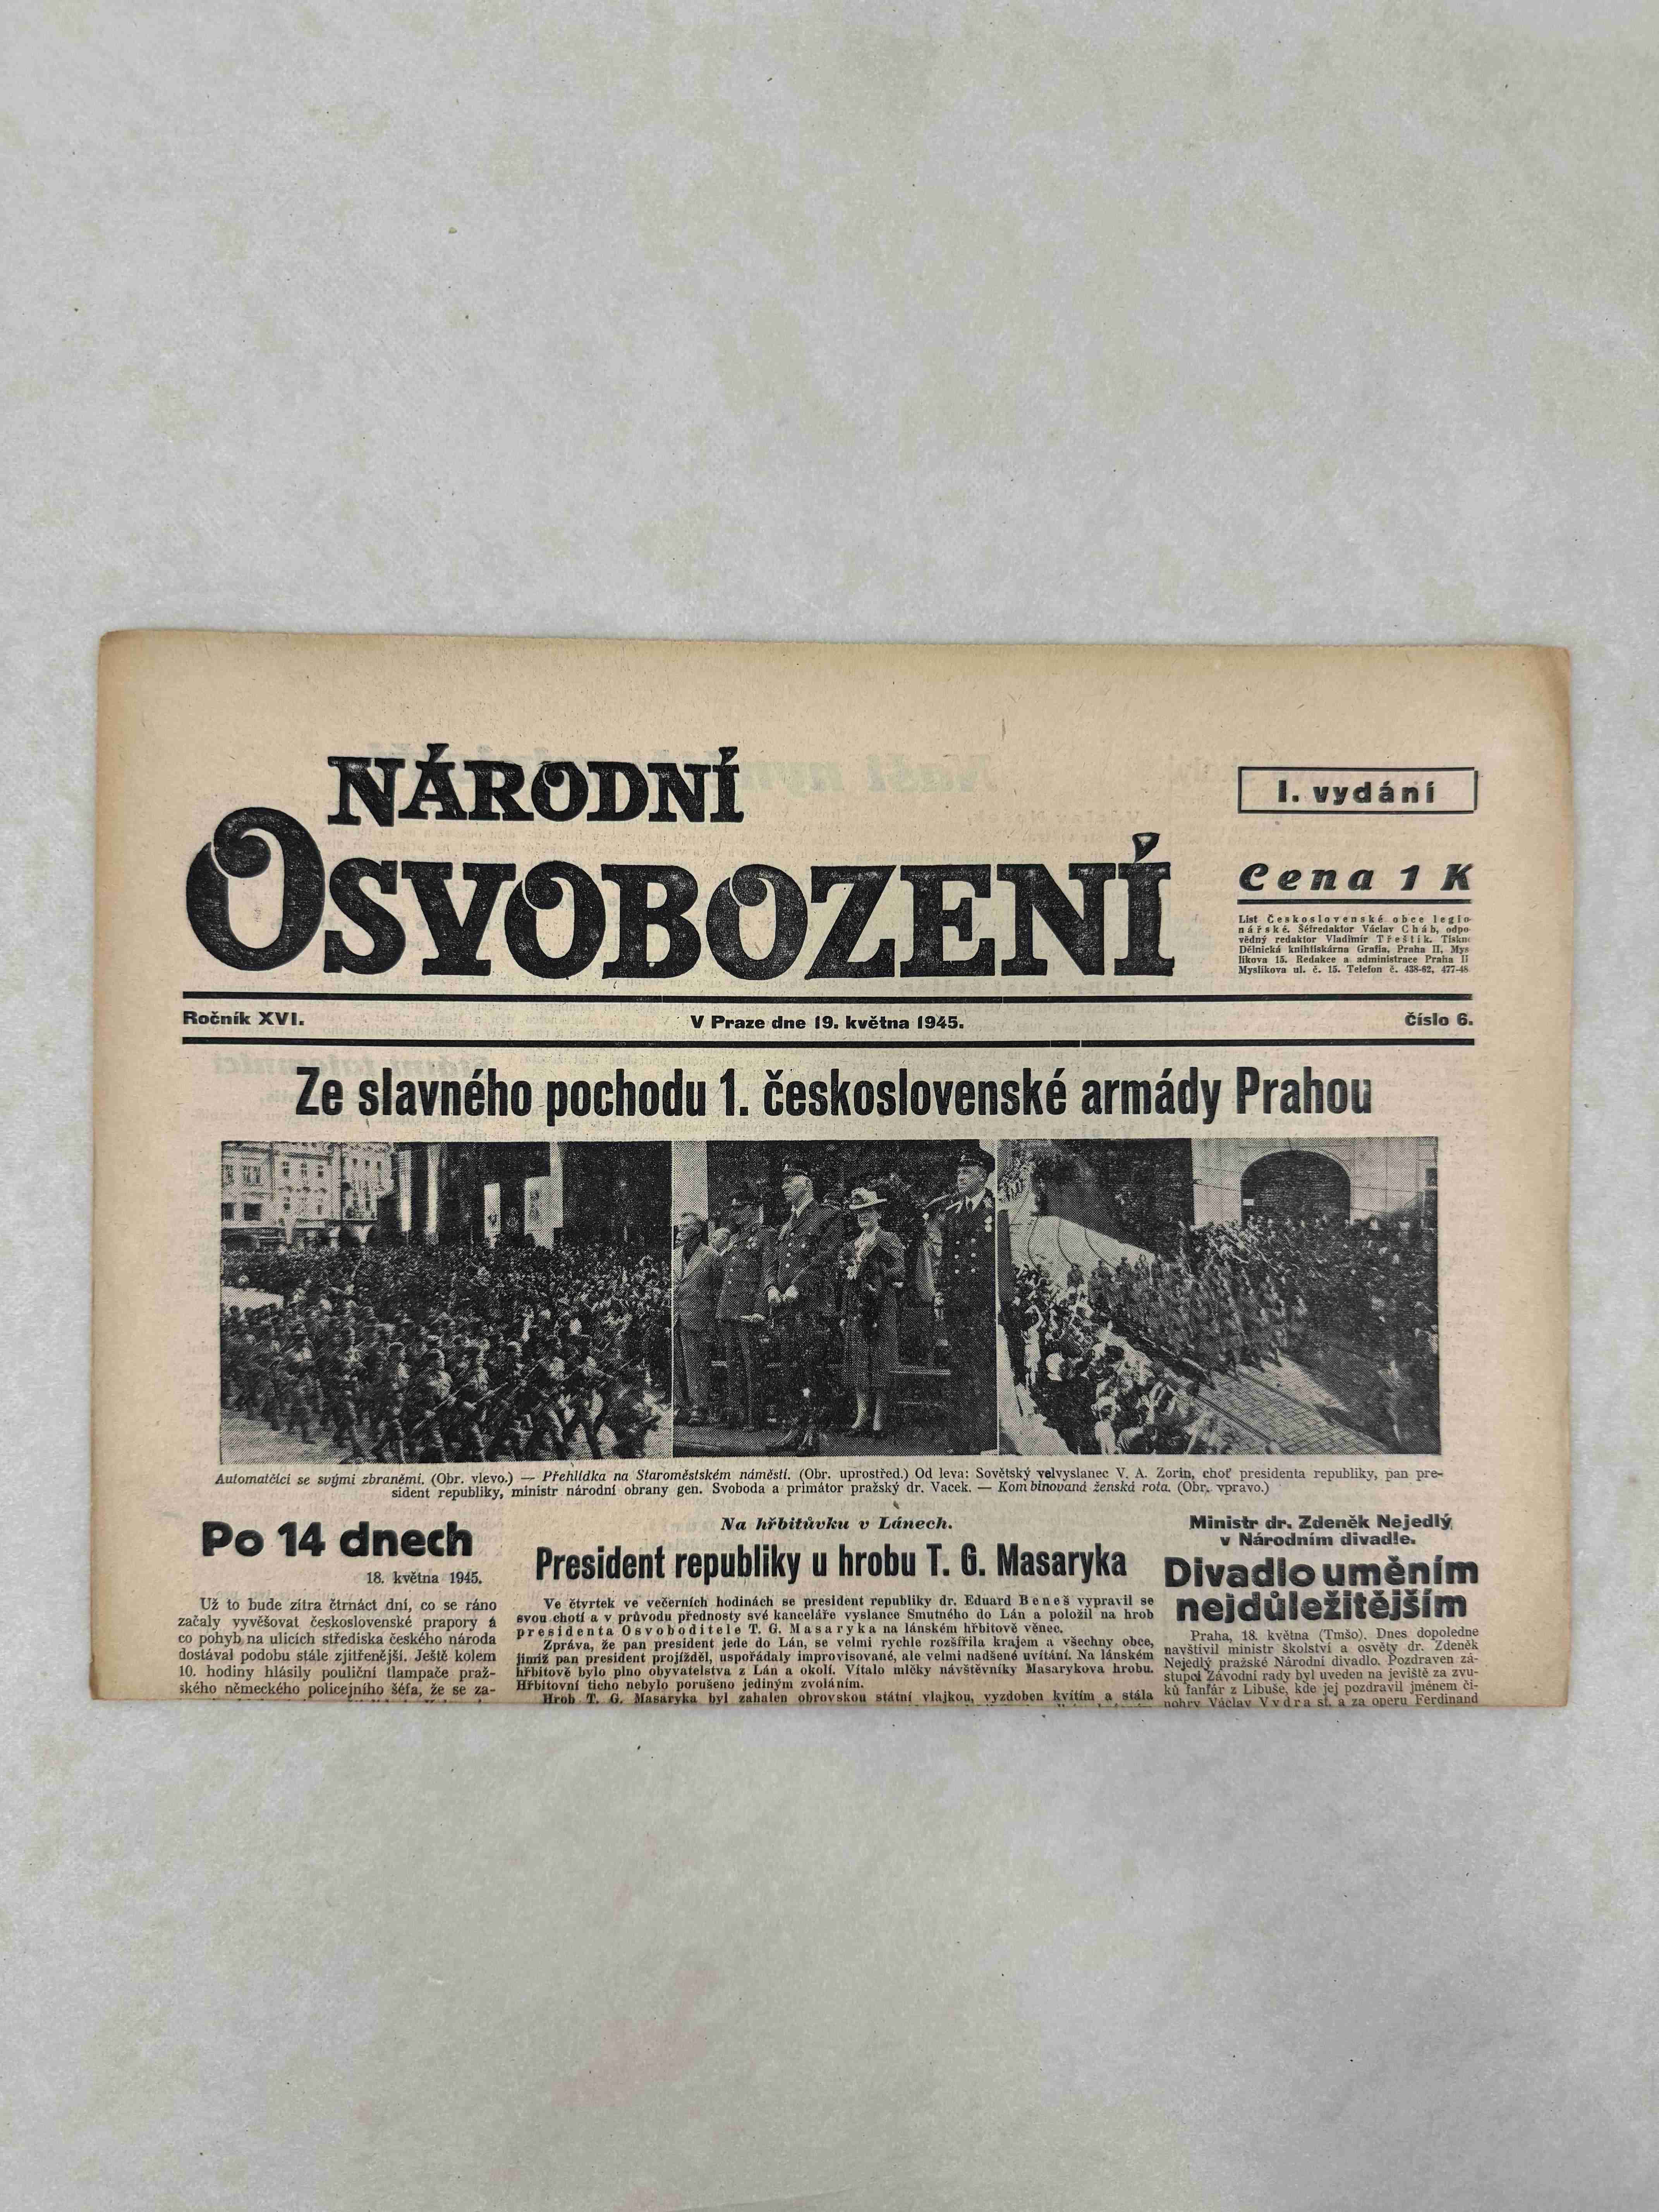 NÁRODNÍ
OSVOBOZENÍ
I. vydání
Cena 1 K
List Československé obce legio-
nářské. Šéfredaktor Václav Cháb, odpo-
vědný redaktor Vladimír Třeštík. Tiskne
Dělnická knihtiskárna Grafia, Praha II, Mys
líkova 15. Redakce a administrace Praha II
Myslíkova ul. č. 15. Telefon č. 438-62, 477-48
Ročník XVI.
V Praze dne 19. května 1945.
Číslo 6.
Ze slavného pochodu 1. československé armády Prahou
Automatčíci se svými zbraněmi. (Obr. vlevo.) — Přehlídka na Staroměstském náměstí. (Obr. uprostřed.) Od leva: Sovětský velvyslanec V. A. Zorin, choť presidenta republiky, pan pre-
sident republiky, ministr národní obrany gen. Svoboda a primátor pražský dr. Vacek. — Kombinovaná ženská rota. (Obr. vpravo.)
Po 14 dnech
18. května 1945.
Už to bude zítra čtrnáct dní, co se ráno
začaly vyvěšovat československé prapory a
co pohyb na ulicích střediska českého národa
dostával podobu stále zjitřenější. Ještě kolem
10. hodiny hlásily pouliční tlampače praž-
ského německého policejního šéfa, že se za-
Na hřbitůvku v Lánech.
President republiky u hrobu T. G. Masaryka
Ve čtvrtek ve večerních hodinách se president republiky dr. Eduard Beneš vypravil se
svou chotí a v průvodu přednosty své kanceláře vyslance Smutného do Lán a položil na hrob
presidenta Osvoboditele T. G. Masaryka na lánském hřbitově věnec.
Zpráva, že pan president jede do Lán, se velmi rychle rozšířila krajem a všechny obce,
jimiž pan president projížděl, uspořádaly improvisované, ale velmi nadšené uvítání. Na lánském
hřbitově bylo plno obyvatelstva z Lán a okolí. Vítalo mlčky návštěvníky Masarykova hrobu.
Hřbitovní ticho nebylo porušeno jediným zvoláním.
Hrob T. G. Masaryka byl zahalen obrovskou státní vlajkou, vyzdoben kvítím a stála
Ministr dr. Zdeněk Nejedlý
v Národním divadle.
Divadlo uměním
nejdůležitějším
Praha, 18. května (Tmšo). Dnes dopoledne
navštívil ministr školství a osvěty dr. Zdeněk
Nejedlý pražské Národní divadlo. Pozdraven zá-
stupci Závodní rady byl uveden na jeviště za zvu-
ků fanfár z Libuše, kde jej pozdravil jménem či-
nohry Václav Vydra st. a za operu Ferdinand